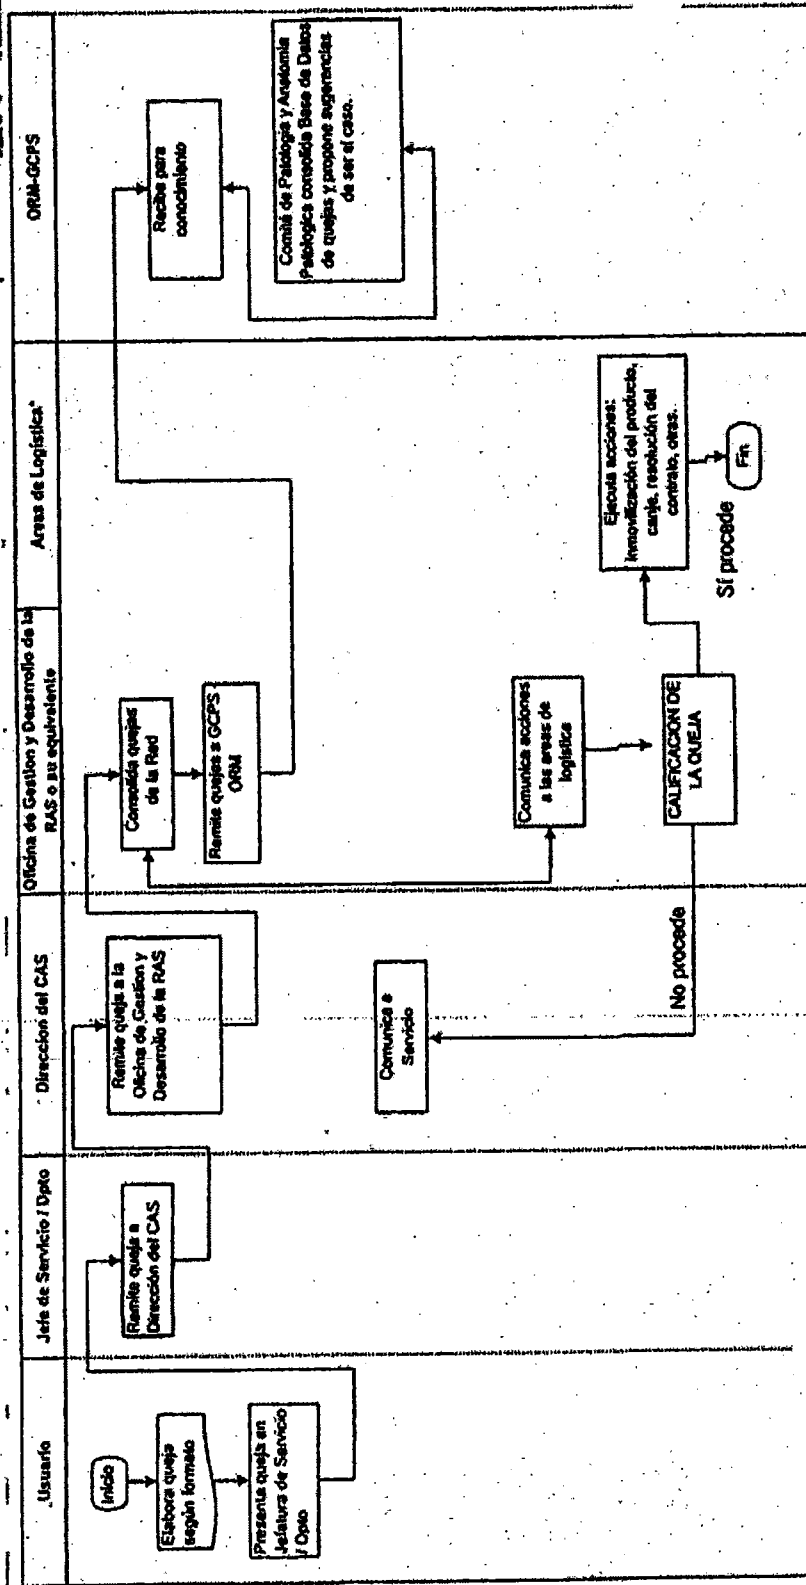 Usuario
Jefe de Servicio / Dpto
Direccion del CAS
Oficina de Gestion y Desarrollo de la
RAS o su equivalente
Areas de Logística*
ORM-GCPS
Inicio
Elabora queja
según formato
Presenta queja en
Jefatura de Servicio
/ Dpto
Remite queja a
Dirección del CAS
Remite queja a la
Oficina de Gestion y
Desarrollo de la RAS
Comunica a
Servicio
Consolida quejas
de la Red
Remite quejas a GCPS
ORM
Comunica acciones
a las areas de
logística
CALIFICACION DE
LA QUEJA
No procede
Sí procede
Ejecuta acciones:
Inmovilización del producto,
canje, resolución del
contrato, otras.
Fin
Recibe para
conocimiento
Comité de Patología y Anatomía
Patologica consolida Base de Datos
de quejas y propone sugerencias
de ser el caso.